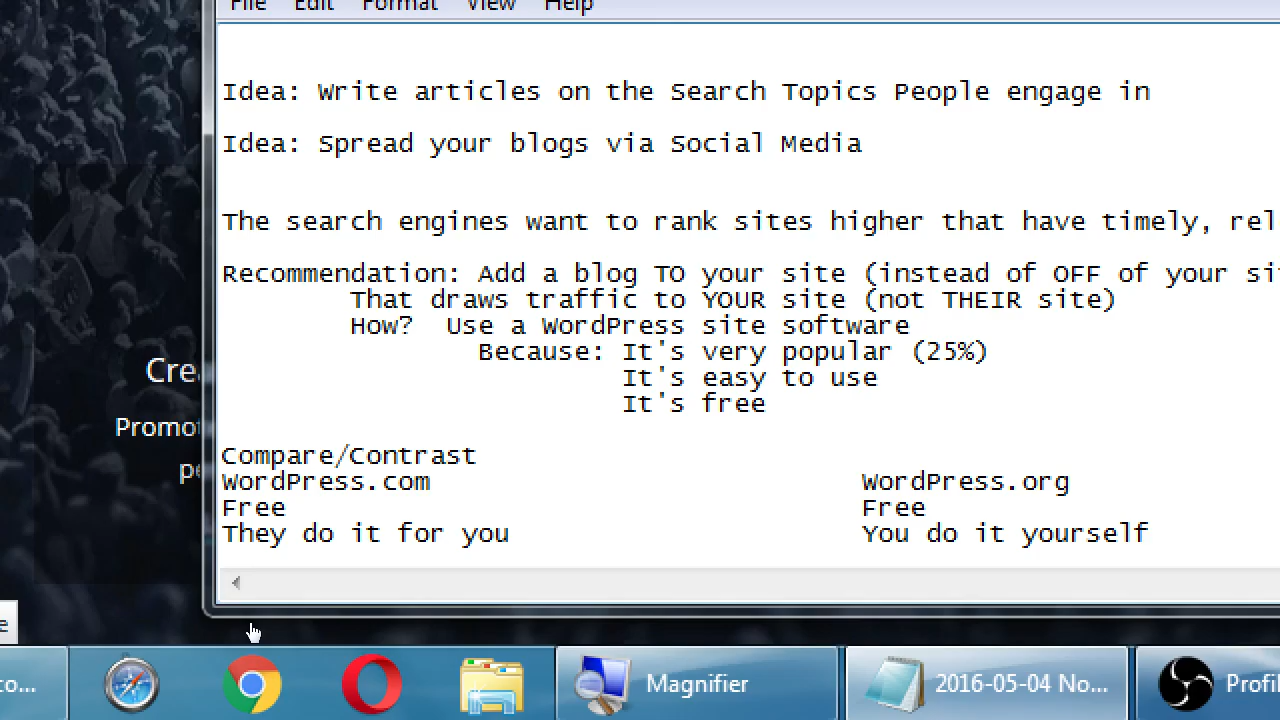 File Edit Format View Help
Idea: Write articles on the Search Topics People engage in
Idea: Spread your blogs via Social Media
The search engines want to rank sites higher that have timely, rel
Recommendation: Add a blog TO your site (instead of OFF of your si
That draws traffic to YOUR site (not THEIR site)
How? Use a WordPress site software
Because: It's very popular (25%)
It's easy to use
It's free
Cre
Promo
pe
Compare/Contrast
WordPress.com WordPress.org
Free Free
They do it for you You do it yourself
e
co... Magnifier 2016-05-04 No... Profil